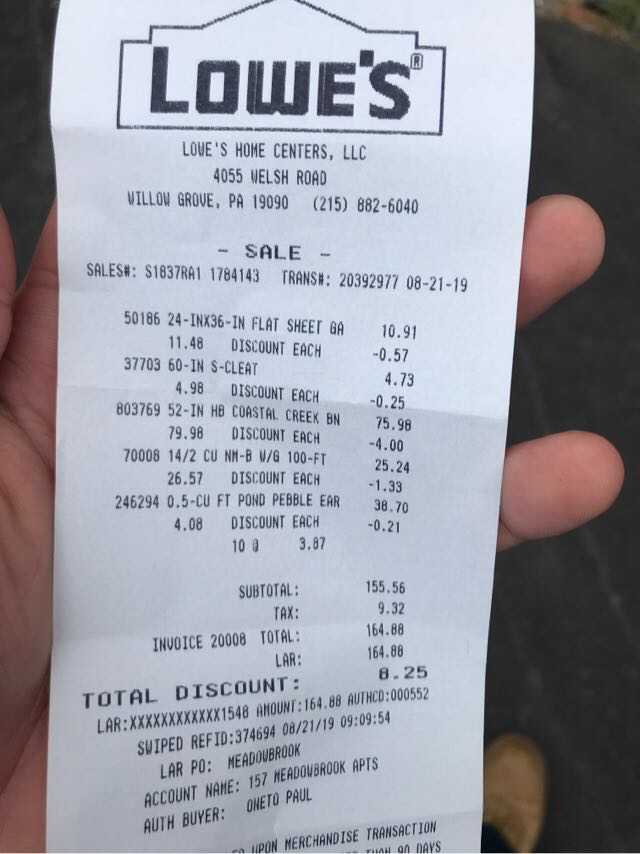 LOWE'S®
LOWE'S HOME CENTERS, LLC
4055 WELSH ROAD
WILLOW GROVE, PA 19090 (215) 882-6040
- SALE -
SALES#: S1837RA1 1784143 TRANS#: 20392977 08-21-19
50186 24-INX36-IN FLAT SHEET GA 10.91
11.48 DISCOUNT EACH -0.57
37703 60-IN S-CLEAT 4.73
4.98 DISCOUNT EACH -0.25
803769 52-IN HB COASTAL CREEK BN 75.98
79.98 DISCOUNT EACH -4.00
70008 14/2 CU NM-B W/G 100-FT 25.24
26.57 DISCOUNT EACH -1.33
246294 0.5-CU FT POND PEBBLE EAR 38.70
4.08 DISCOUNT EACH -0.21
10 @ 3.87
SUBTOTAL: 155.56
TAX: 9.32
INVOICE 20008 TOTAL: 164.88
LAR: 164.88
TOTAL DISCOUNT: 8.25
LAR:XXXXXXXXXXXX1548 AMOUNT:164.88 AUTHCD:000552
SWIPED REFID:374694 08/21/19 09:09:54
LAR PO: MEADOWBROOK
ACCOUNT NAME: 157 MEADOWBROOK APTS
AUTH BUYER: ONETO PAUL
UPON MERCHANDISE TRANSACTION
THAN 90 DAYS